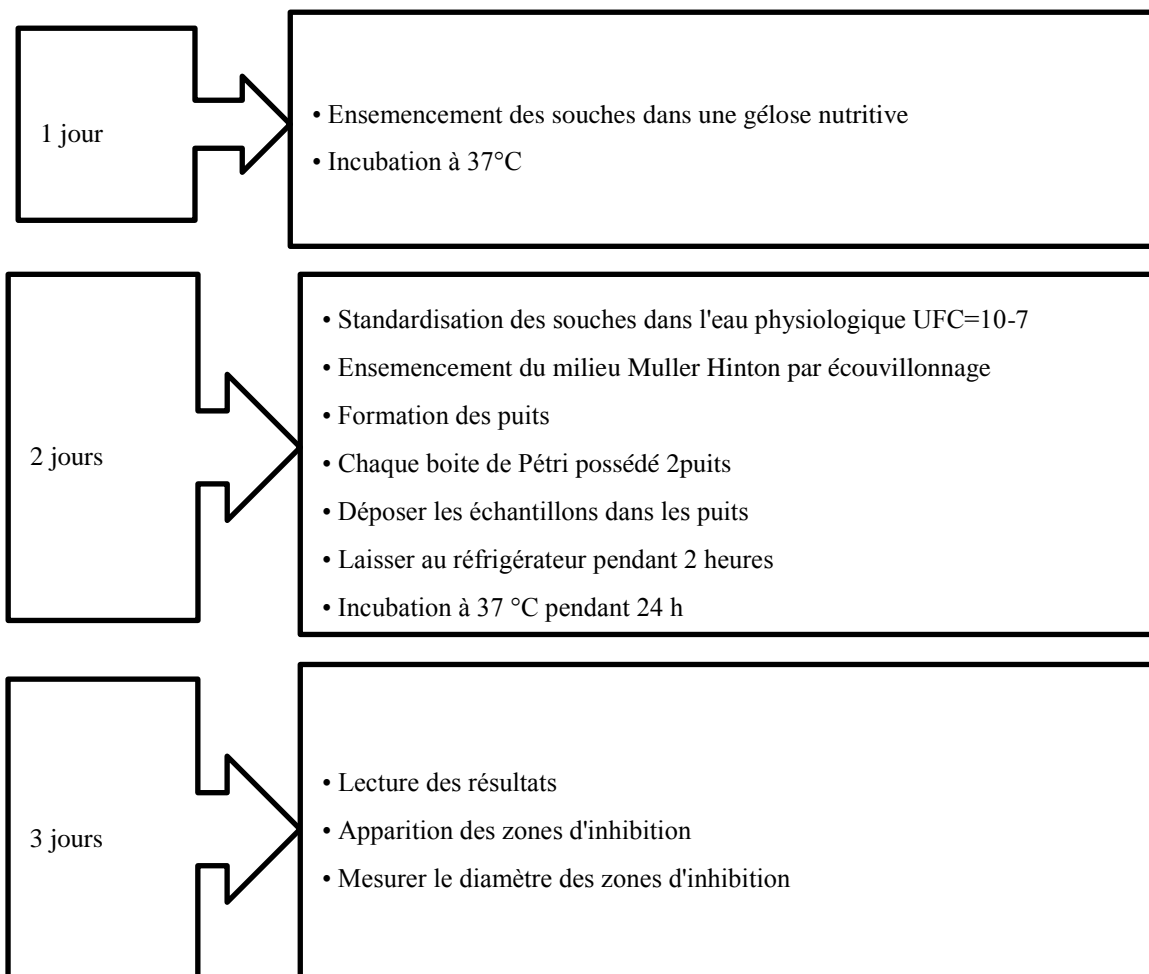 1 jour
• Ensemencement des souches dans une gélose nutritive
• Incubation à 37°C
2 jours
• Standardisation des souches dans l'eau physiologique UFC=10-7
• Ensemencement du milieu Muller Hinton par écouvillonnage
• Formation des puits
• Chaque boite de Pétri possédé 2puits
• Déposer les échantillons dans les puits
• Laisser au réfrigérateur pendant 2 heures
• Incubation à 37 °C pendant 24 h
3 jours
• Lecture des résultats
• Apparition des zones d'inhibition
• Mesurer le diamètre des zones d'inhibition